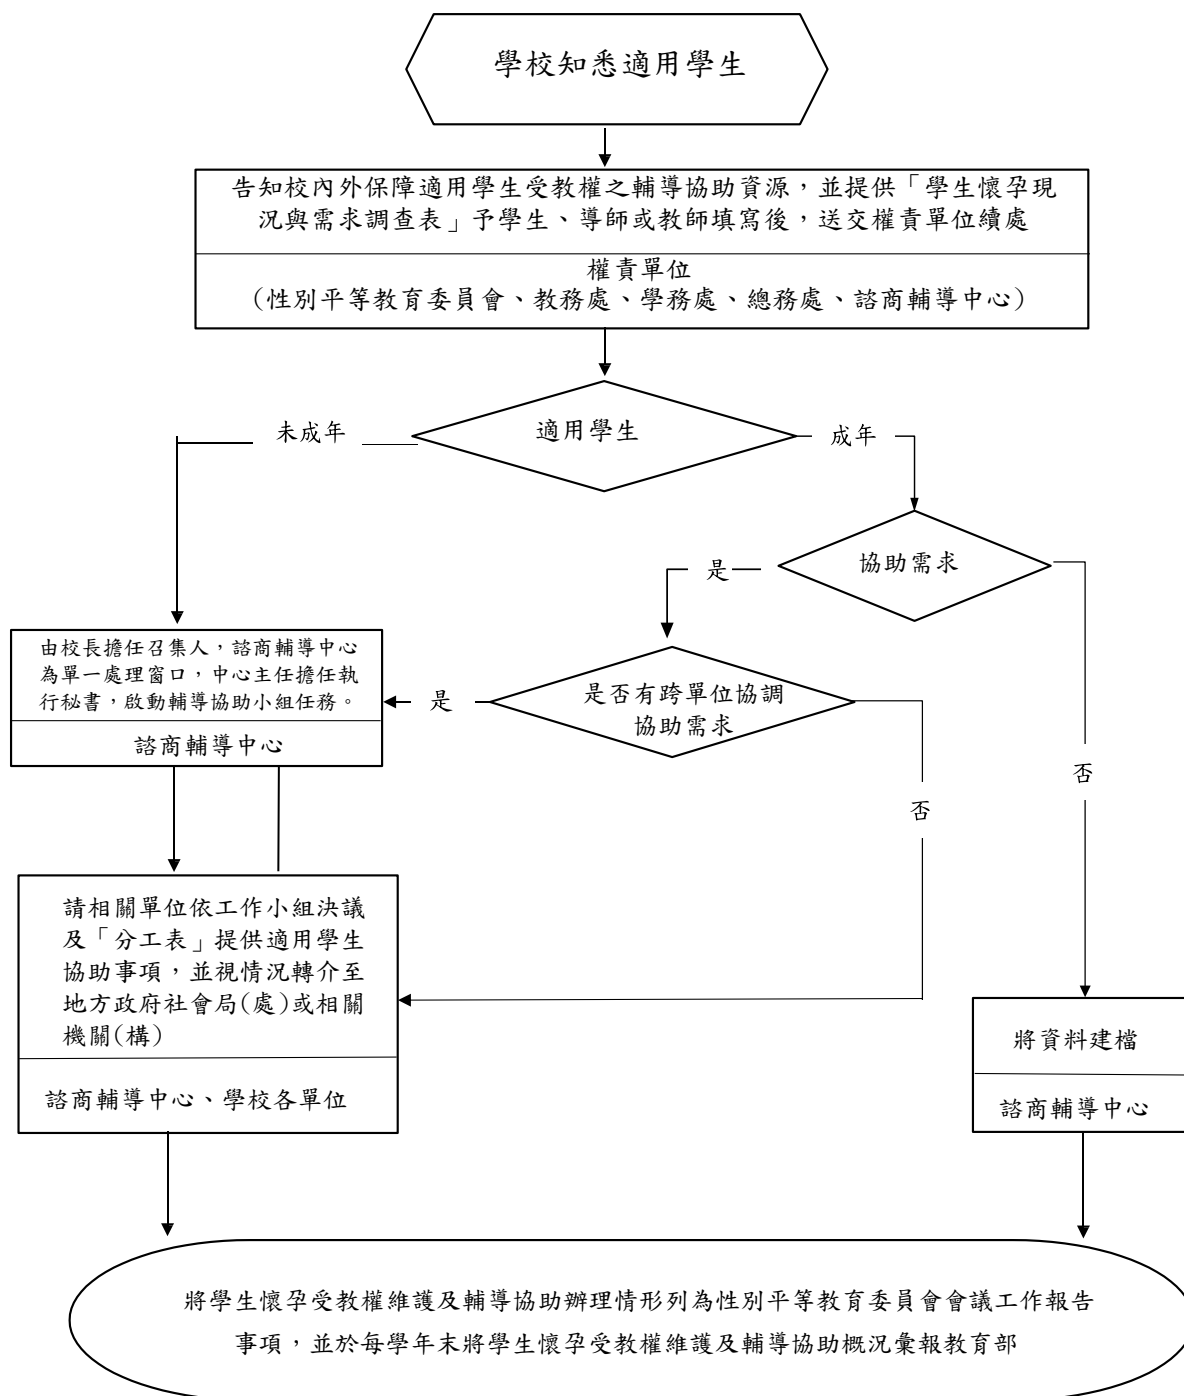 學校知悉適用學生
告知校內外保障適用學生受教權之輔導協助資源，並提供「學生懷孕現
況與需求調查表」予學生、導師或教師填寫後，送交權責單位續處
權責單位
(性別平等教育委員會、教務處、學務處、總務處、諮商輔導中心)
未成年
適用學生
成年
協助需求
是
由校長擔任召集人，諮商輔導中心
為單一處理窗口，中心主任擔任執
行秘書，啟動輔導協助小組任務。
諮商輔導中心
是
是否有跨單位協調
協助需求
否
否
請相關單位依工作小組決議
及「分工表」提供適用學生
協助事項，並視情況轉介至
地方政府社會局(處)或相關
機關(構)
諮商輔導中心、學校各單位
將資料建檔
諮商輔導中心
將學生懷孕受教權維護及輔導協助辦理情形列為性別平等教育委員會會議工作報告
事項，並於每學年末將學生懷孕受教權維護及輔導協助概況彙報教育部